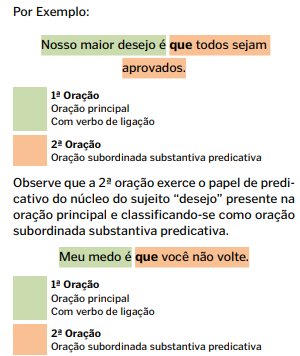 Por Exemplo:
Nosso maior desejo é que todos sejam
aprovados.
1ª Oração
Oração principal
Com verbo de ligação
2ª Oração
Oração subordinada substantiva predicativa
Observe que a 2ª oração exerce o papel de predi-
cativo do núcleo do sujeito “desejo” presente na
oração principal e classificando-se como oração
subordinada substantiva predicativa.
Meu medo é que você não volte.
1ª Oração
Oração principal
Com verbo de ligação
2ª Oração
Oração subordinada substantiva predicativa